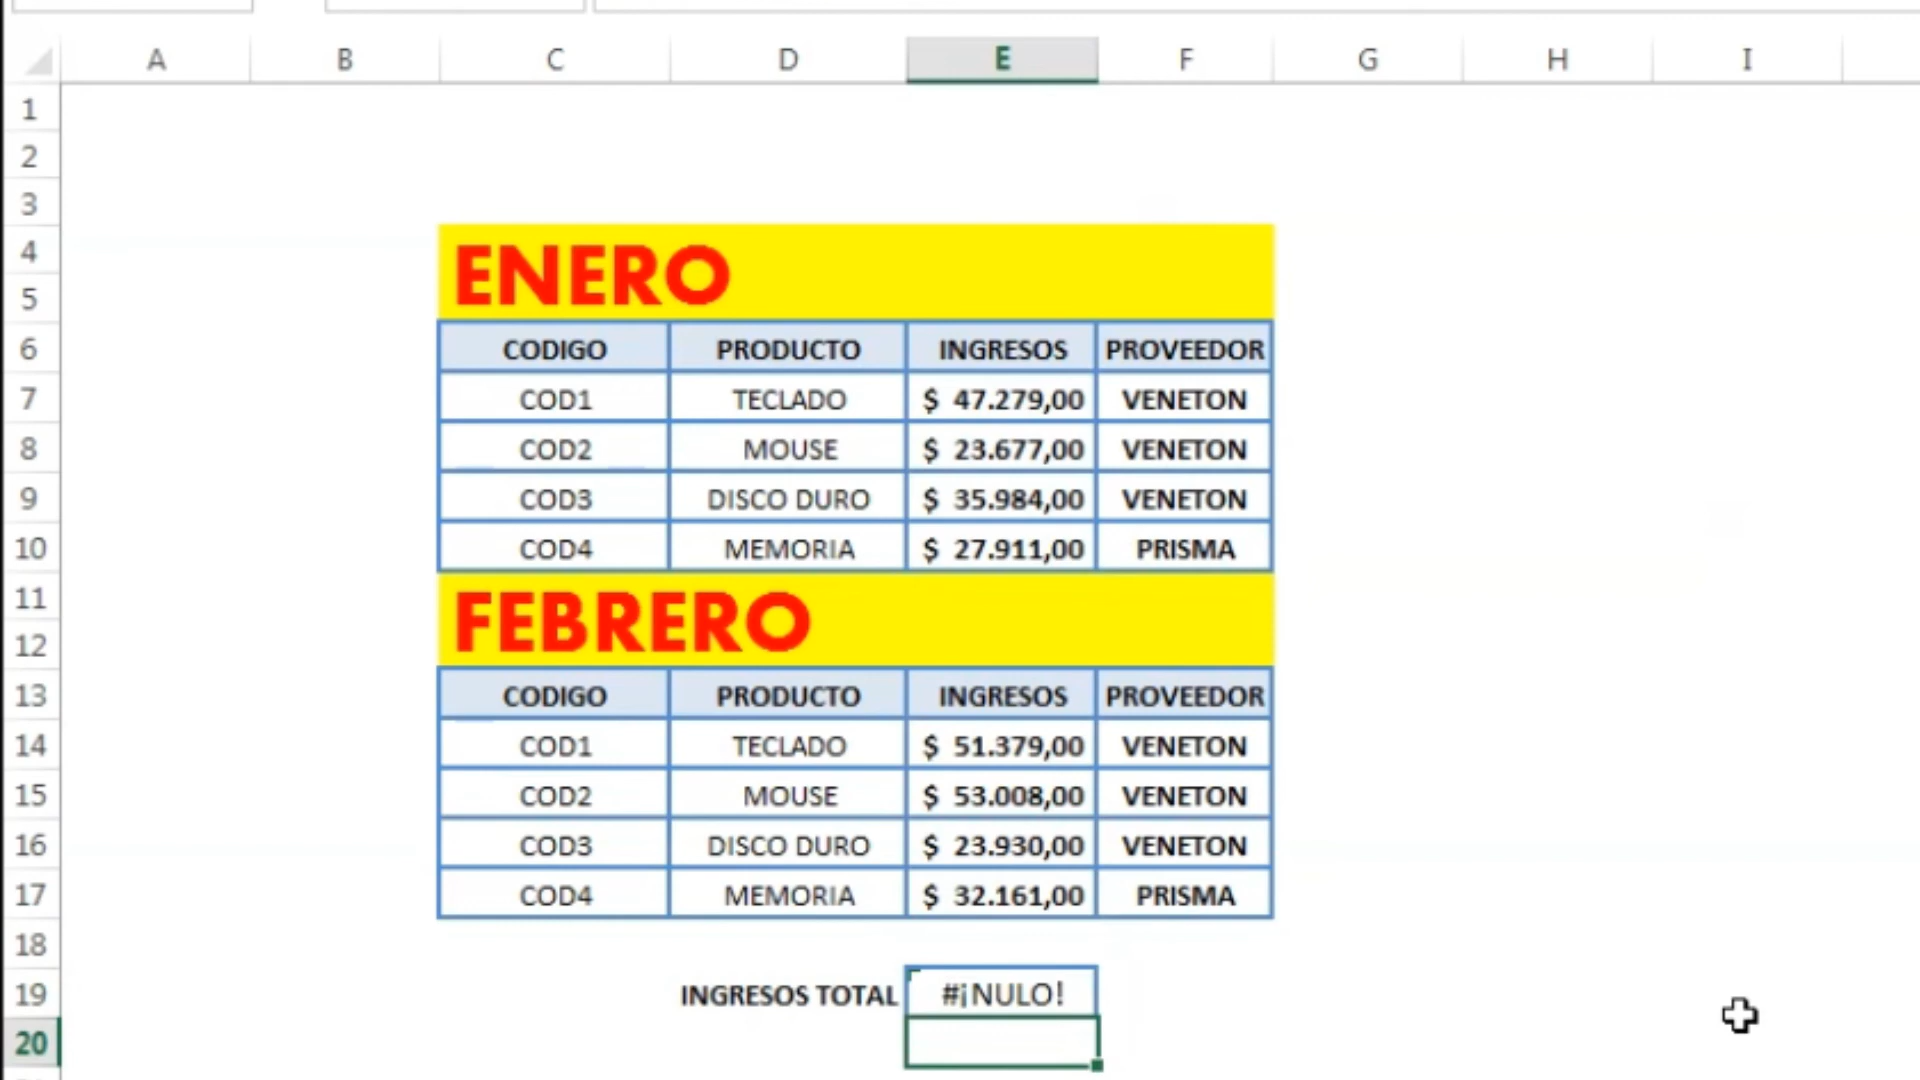 A B C D E F G H I
1
2
3
4 ENERO
5
6 CODIGO PRODUCTO INGRESOS PROVEEDOR
7 COD1 TECLADO $ 47.279,00 VENETON
8 COD2 MOUSE $ 23.677,00 VENETON
9 COD3 DISCO DURO $ 35.984,00 VENETON
10 COD4 MEMORIA $ 27.911,00 PRISMA
11 FEBRERO
12
13 CODIGO PRODUCTO INGRESOS PROVEEDOR
14 COD1 TECLADO $ 51.379,00 VENETON
15 COD2 MOUSE $ 53.008,00 VENETON
16 COD3 DISCO DURO $ 23.930,00 VENETON
17 COD4 MEMORIA $ 32.161,00 PRISMA
18
19 INGRESOS TOTAL #¡NULO!
20